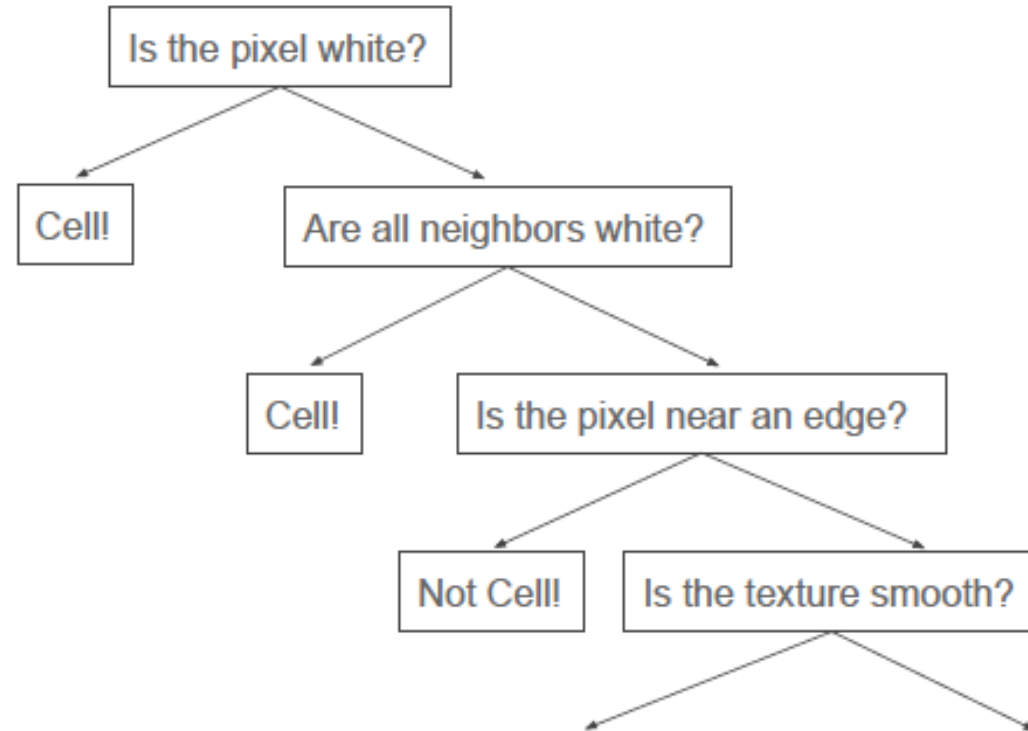 Is the pixel white?
Cell!
Are all neighbors white?
Cell!
Is the pixel near an edge?
Not Cell!
Is the texture smooth?